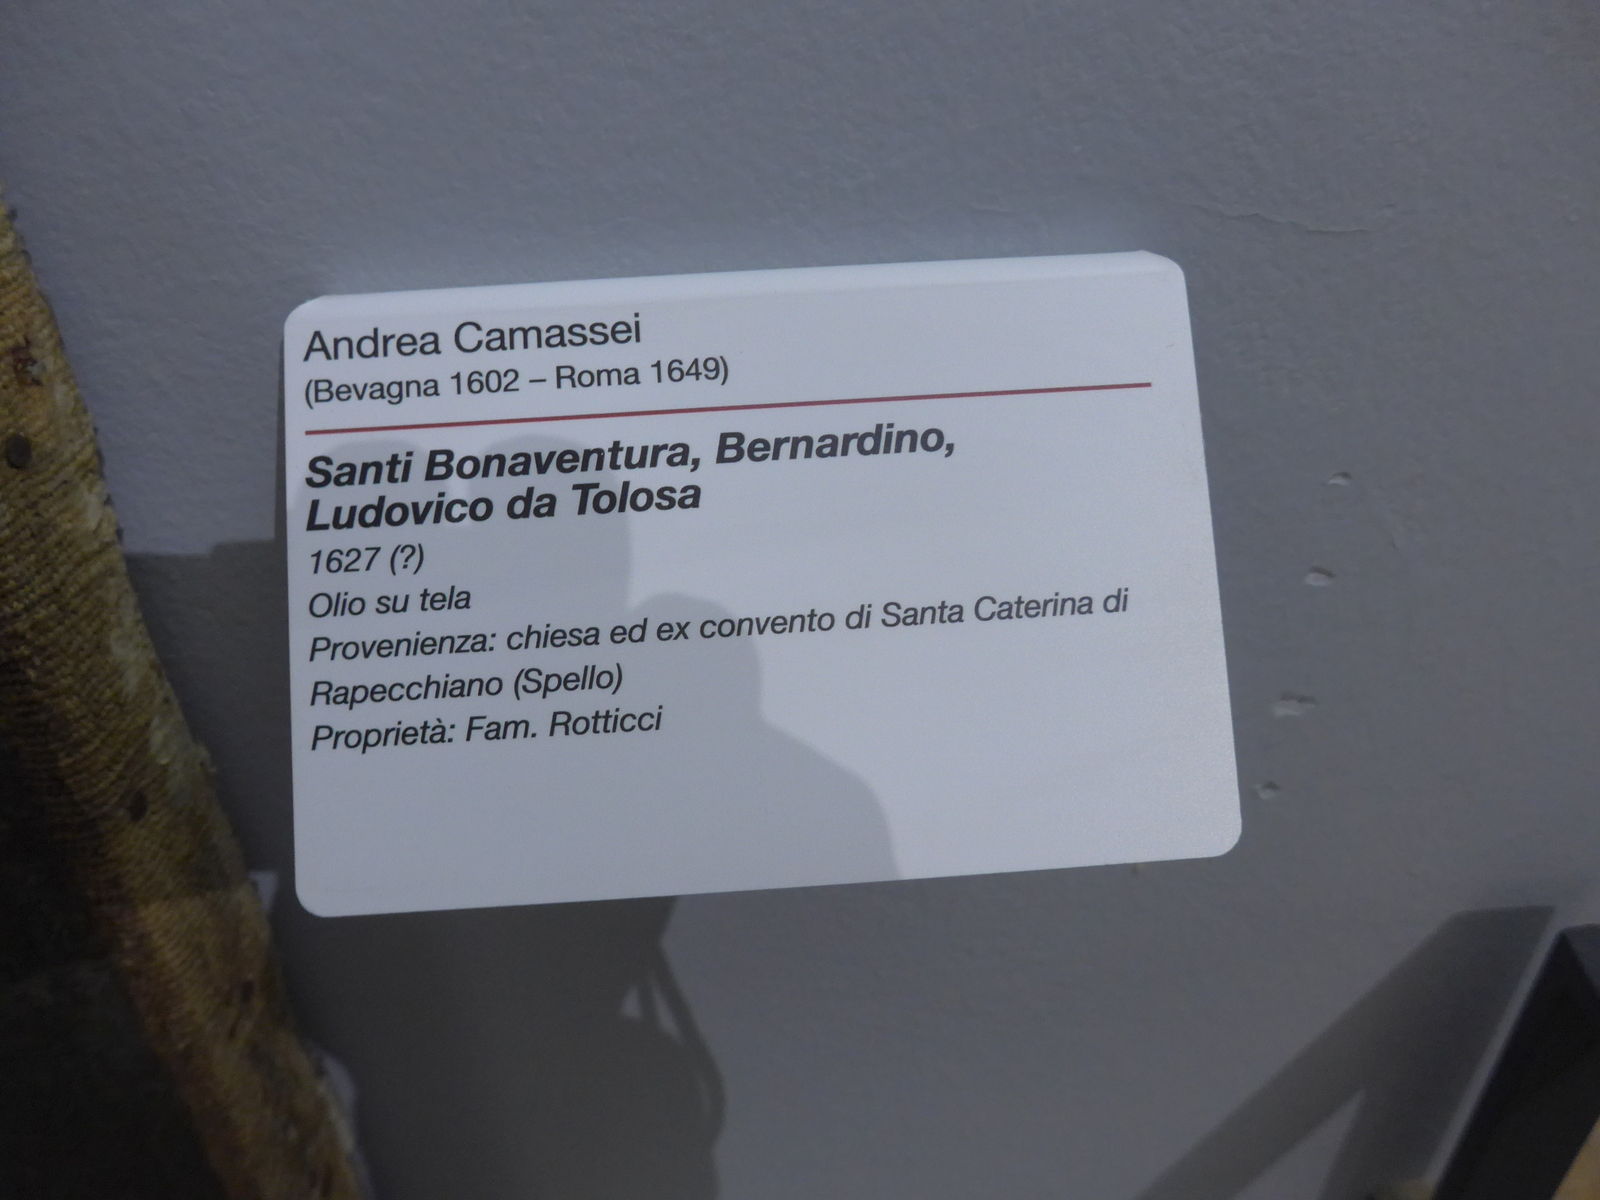 Andrea Camassei
(Bevagna 1602 – Roma 1649)
Santi Bonaventura, Bernardino,
Ludovico da Tolosa
1627 (?)
Olio su tela
Provenienza: chiesa ed ex convento di Santa Caterina di
Rapecchiano (Spello)
Proprietà: Fam. Rotticci